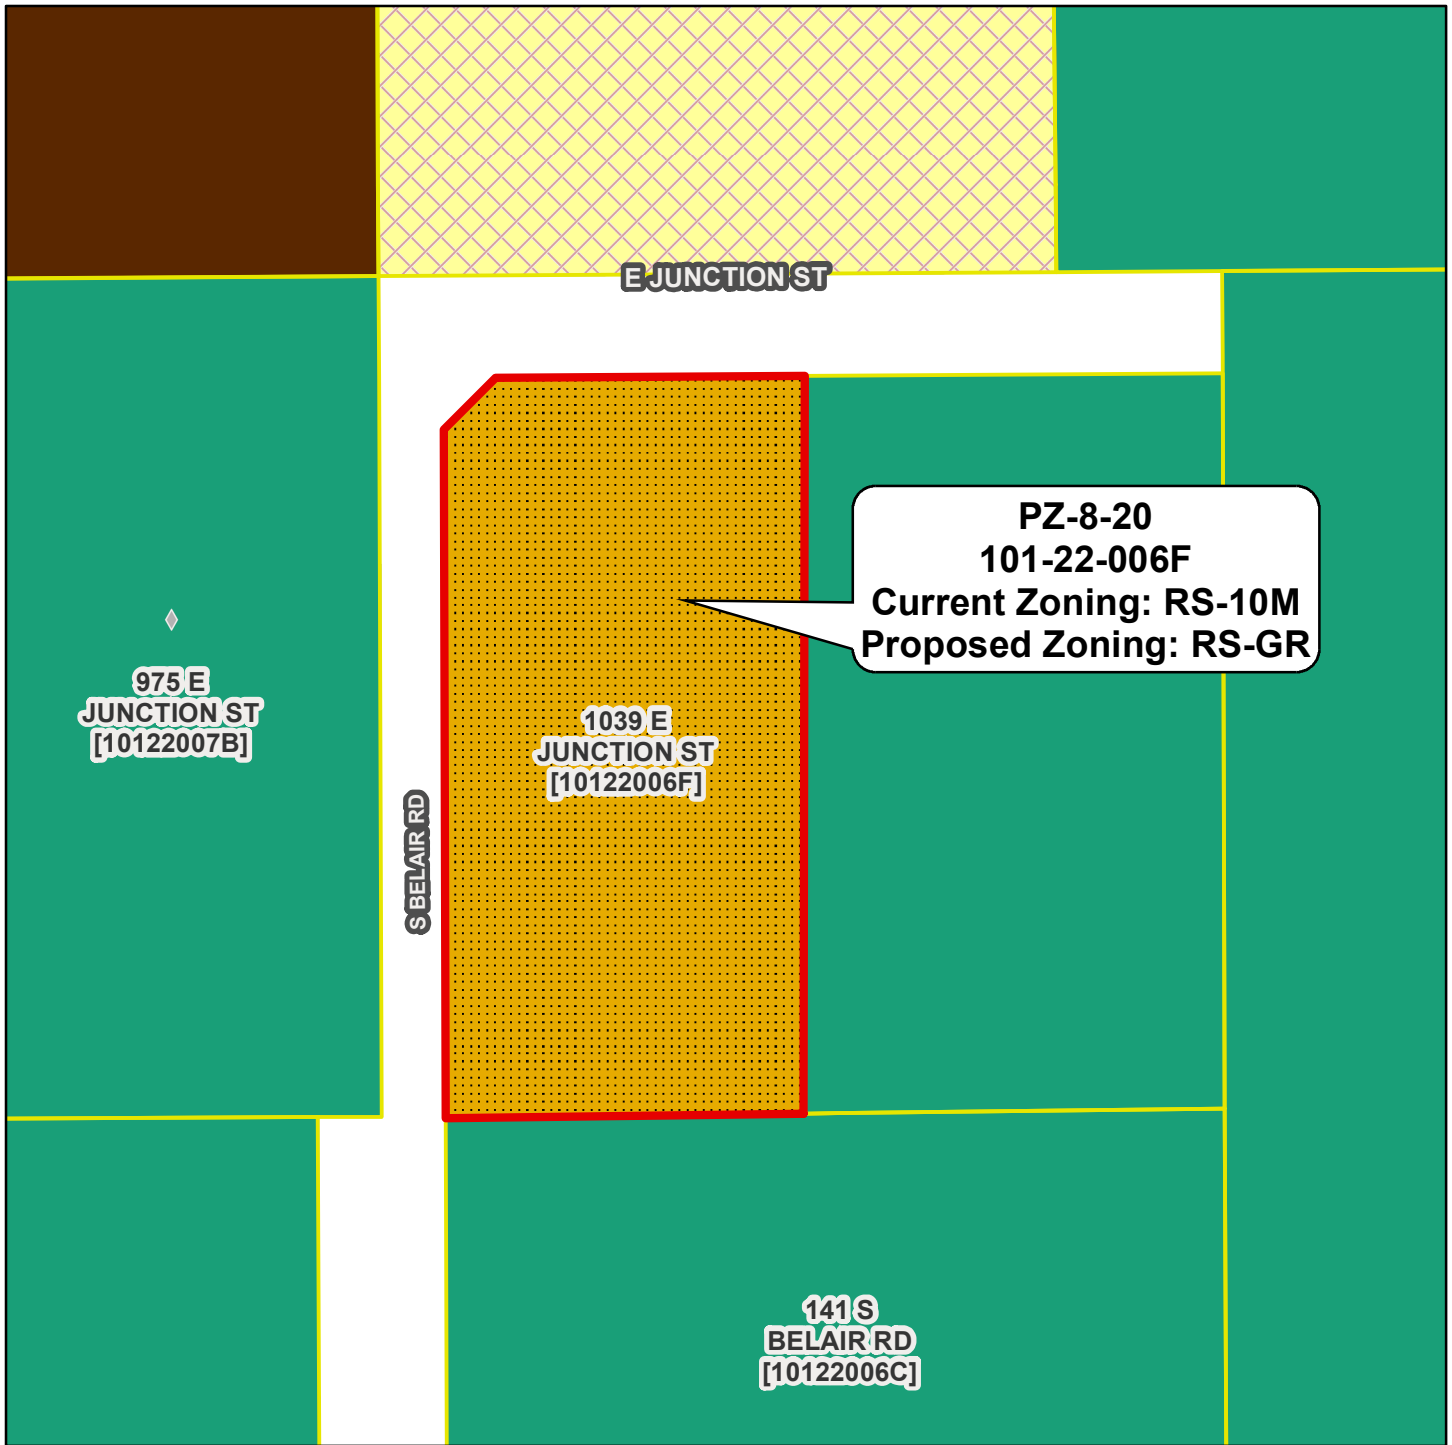 E JUNCTION ST
PZ-8-20
101-22-006F
Current Zoning: RS-10M
Proposed Zoning: RS-GR
975 E
JUNCTION ST
[10122007B]
1039 E
JUNCTION ST
[10122006F]
S BELAIR RD
141 S
BELAIR RD
[10122006C]